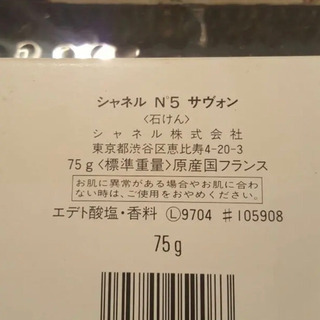 シャネル N°5 サヴォン
〈石けん〉
シャネル株式会社
東京都渋谷区恵比寿4-20-3
75g〈標準重量〉原産国フランス
お肌に異常がある場合やお肌に合わ
ない時は、ご使用をおやめください。
エデト酸塩・香料 Ⓛ9704 ♯105908
75g